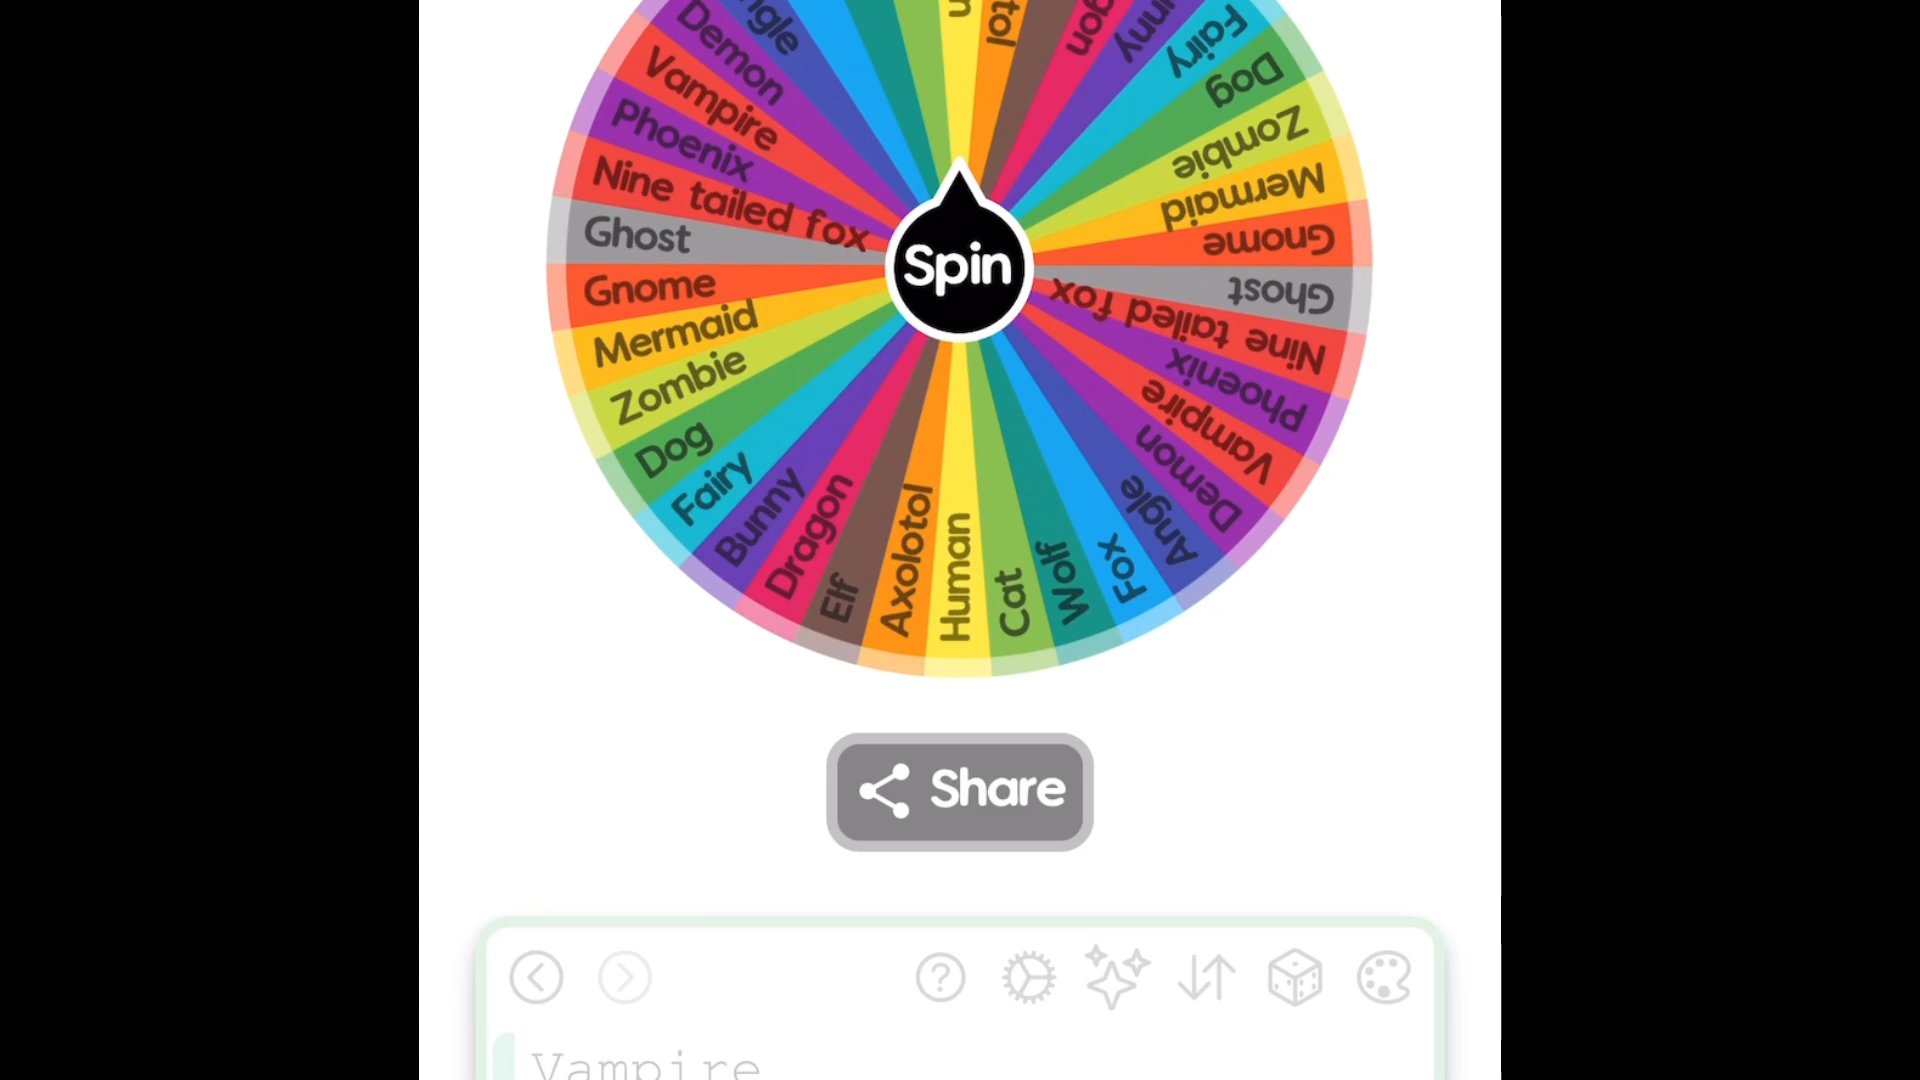 Demon
Vampire
Phoenix
Nine tailed fox
Ghost
Gnome
Mermaid
Zombie
Dog
Fairy
Bunny
Dragon
Elf
Axolotol
Human
Cat
Wolf
Fox
Angle
Demon
Vampire
Phoenix
Nine tailed fox
Ghost
Gnome
Mermaid
Zombie
Dog
Fairy
Spin
Share
Vampire